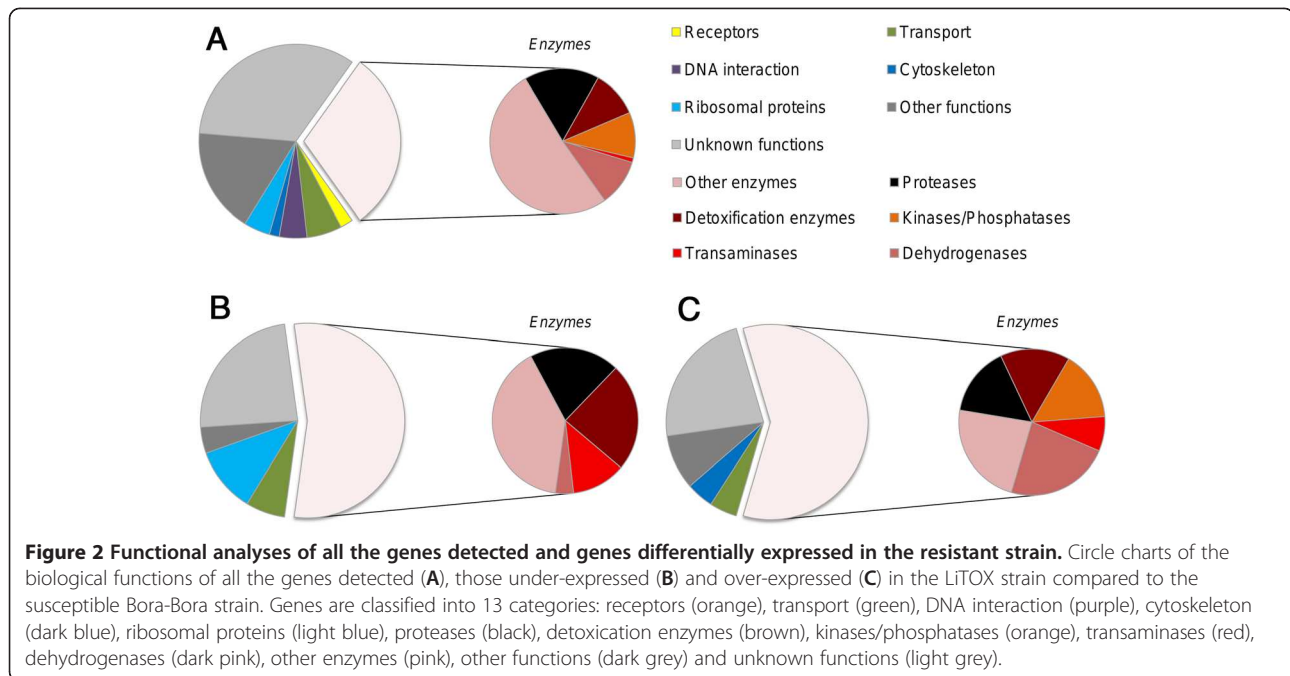 A
Enzymes
Receptors
Transport
DNA interaction
Cytoskeleton
Ribosomal proteins
Other functions
Unknown functions
Other enzymes
Proteases
Detoxification enzymes
Kinases/Phosphatases
Transaminases
Dehydrogenases
B
Enzymes
C
Enzymes
Figure 2 Functional analyses of all the genes detected and genes differentially expressed in the resistant strain. Circle charts of the
biological functions of all the genes detected (A), those under-expressed (B) and over-expressed (C) in the LiTOX strain compared to the
susceptible Bora-Bora strain. Genes are classified into 13 categories: receptors (orange), transport (green), DNA interaction (purple), cytoskeleton
(dark blue), ribosomal proteins (light blue), proteases (black), detoxication enzymes (brown), kinases/phosphatases (orange), transaminases (red),
dehydrogenases (dark pink), other enzymes (pink), other functions (dark grey) and unknown functions (light grey).